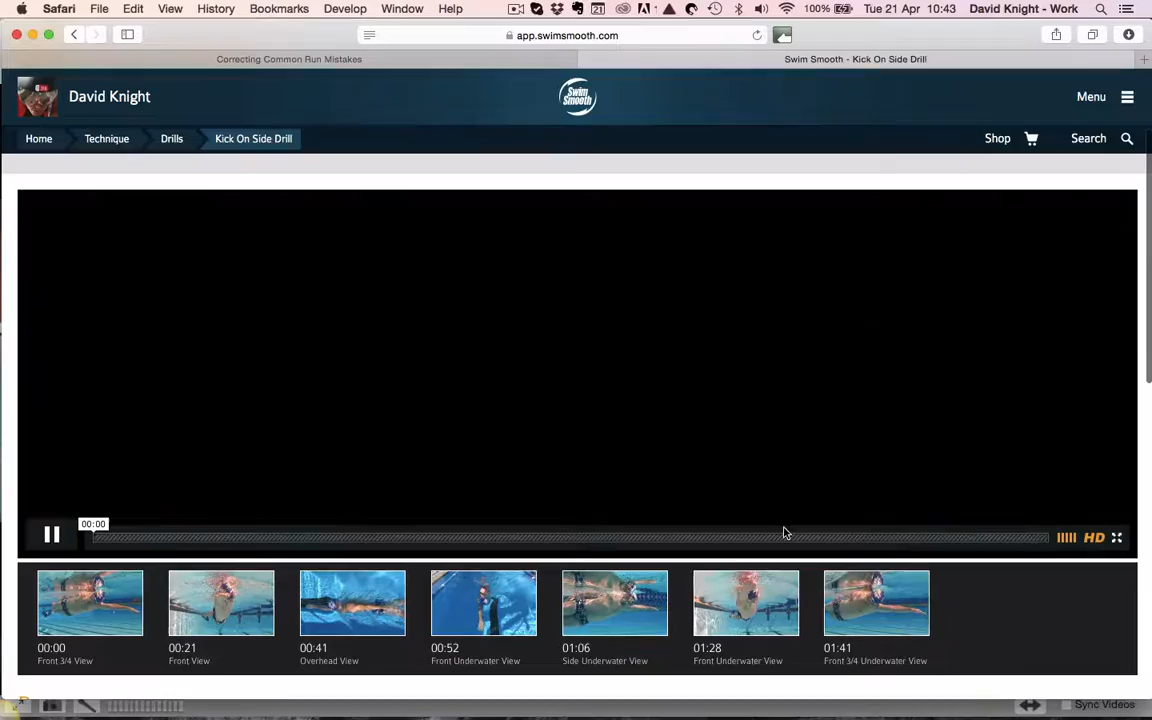 Safari File Edit View History Bookmarks Develop Window Help 21 100% Tue 21 Apr 10:43 David Knight - Work
app.swimsmooth.com
Correcting Common Run Mistakes Swim Smooth - Kick On Side Drill
David Knight Swim Smooth Menu
Home Technique Drills Kick On Side Drill Shop Search
00:00
HD
00:00 00:21 00:41 00:52 01:06 01:28 01:41
Front 3/4 View Front View Overhead View Front Underwater View Side Underwater View Front Underwater View Front 3/4 Underwater View
Sync Videos